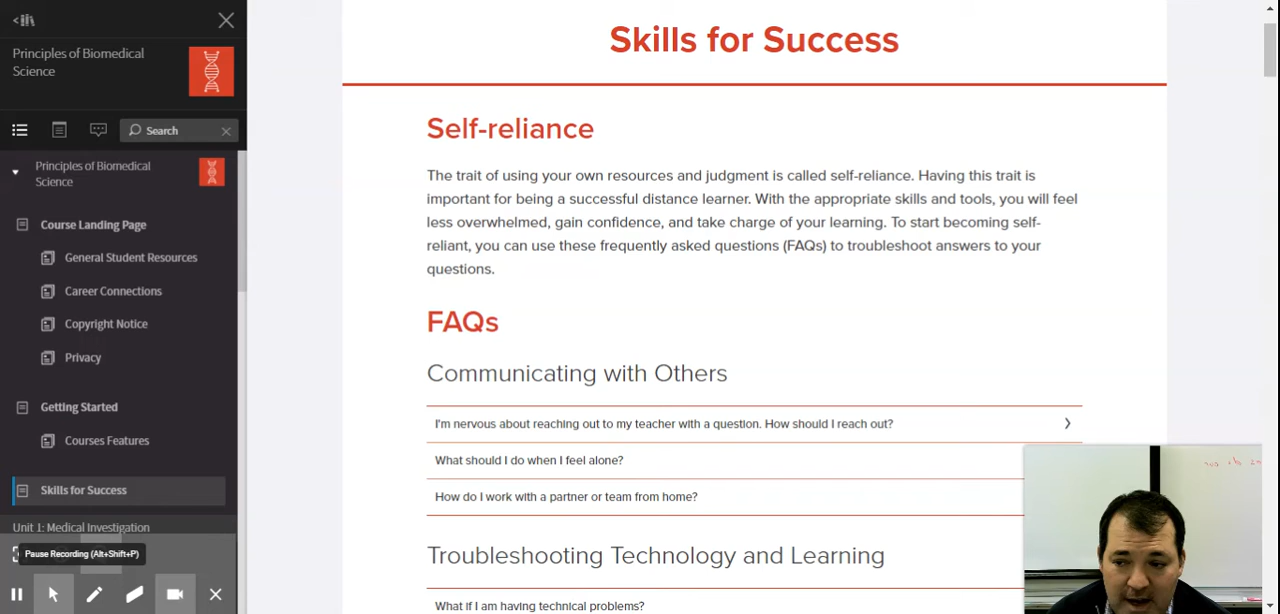 Principles of Biomedical
Science
Search
Principles of Biomedical
Science
Course Landing Page
General Student Resources
Career Connections
Copyright Notice
Privacy
Getting Started
Courses Features
Skills for Success
Unit 1: Medical Investigation
Pause Recording (Alt+Shift+P)
Skills for Success
Self-reliance
The trait of using your own resources and judgment is called self-reliance. Having this trait is
important for being a successful distance learner. With the appropriate skills and tools, you will feel
less overwhelmed, gain confidence, and take charge of your learning. To start becoming self-
reliant, you can use these frequently asked questions (FAQs) to troubleshoot answers to your
questions.
FAQs
Communicating with Others
I'm nervous about reaching out to my teacher with a question. How should I reach out?
What should I do when I feel alone?
How do I work with a partner or team from home?
Troubleshooting Technology and Learning
What if I am having technical problems?